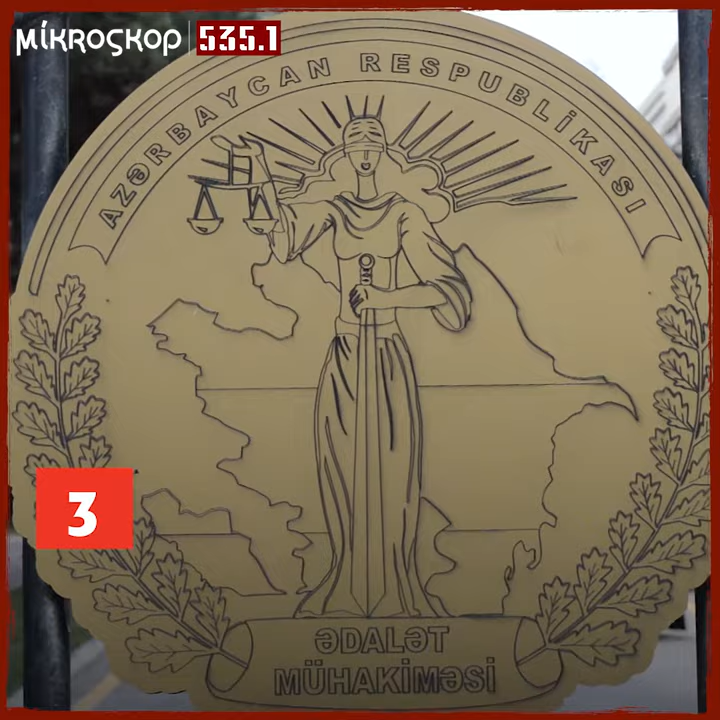 MİKROSKOP 535.1
AZƏRBAYCAN RESPUBLİKASI
3
ƏDALƏT
MÜHAKİMƏSİ